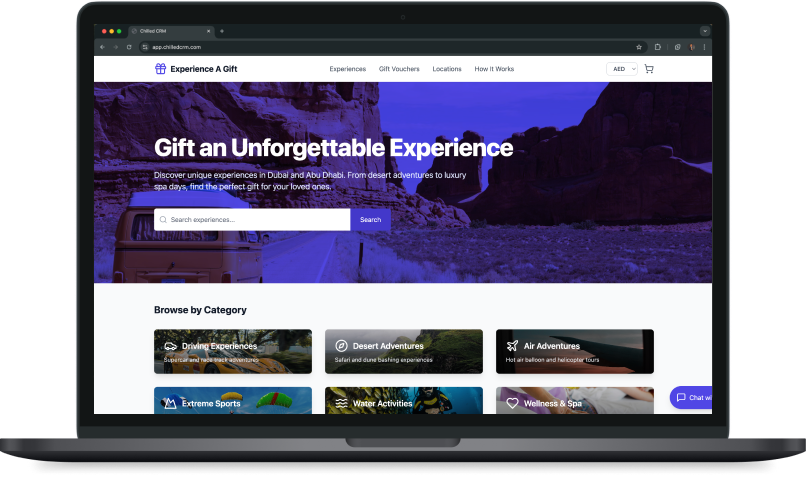 Chilled CRM
app.chilledcrm.com
Experience A Gift
Experiences
Gift Vouchers
Locations
How It Works
AED
Gift an Unforgettable Experience
Discover unique experiences in Dubai and Abu Dhabi. From desert adventures to luxury
spa days, find the perfect gift for your loved ones.
Search experiences...
Search
Browse by Category
Driving Experiences
Supercar and race track adventures
Desert Adventures
Safari and dune bashing experiences
Air Adventures
Hot air balloon and helicopter tours
Extreme Sports
Water Activities
Wellness & Spa
Chat wi